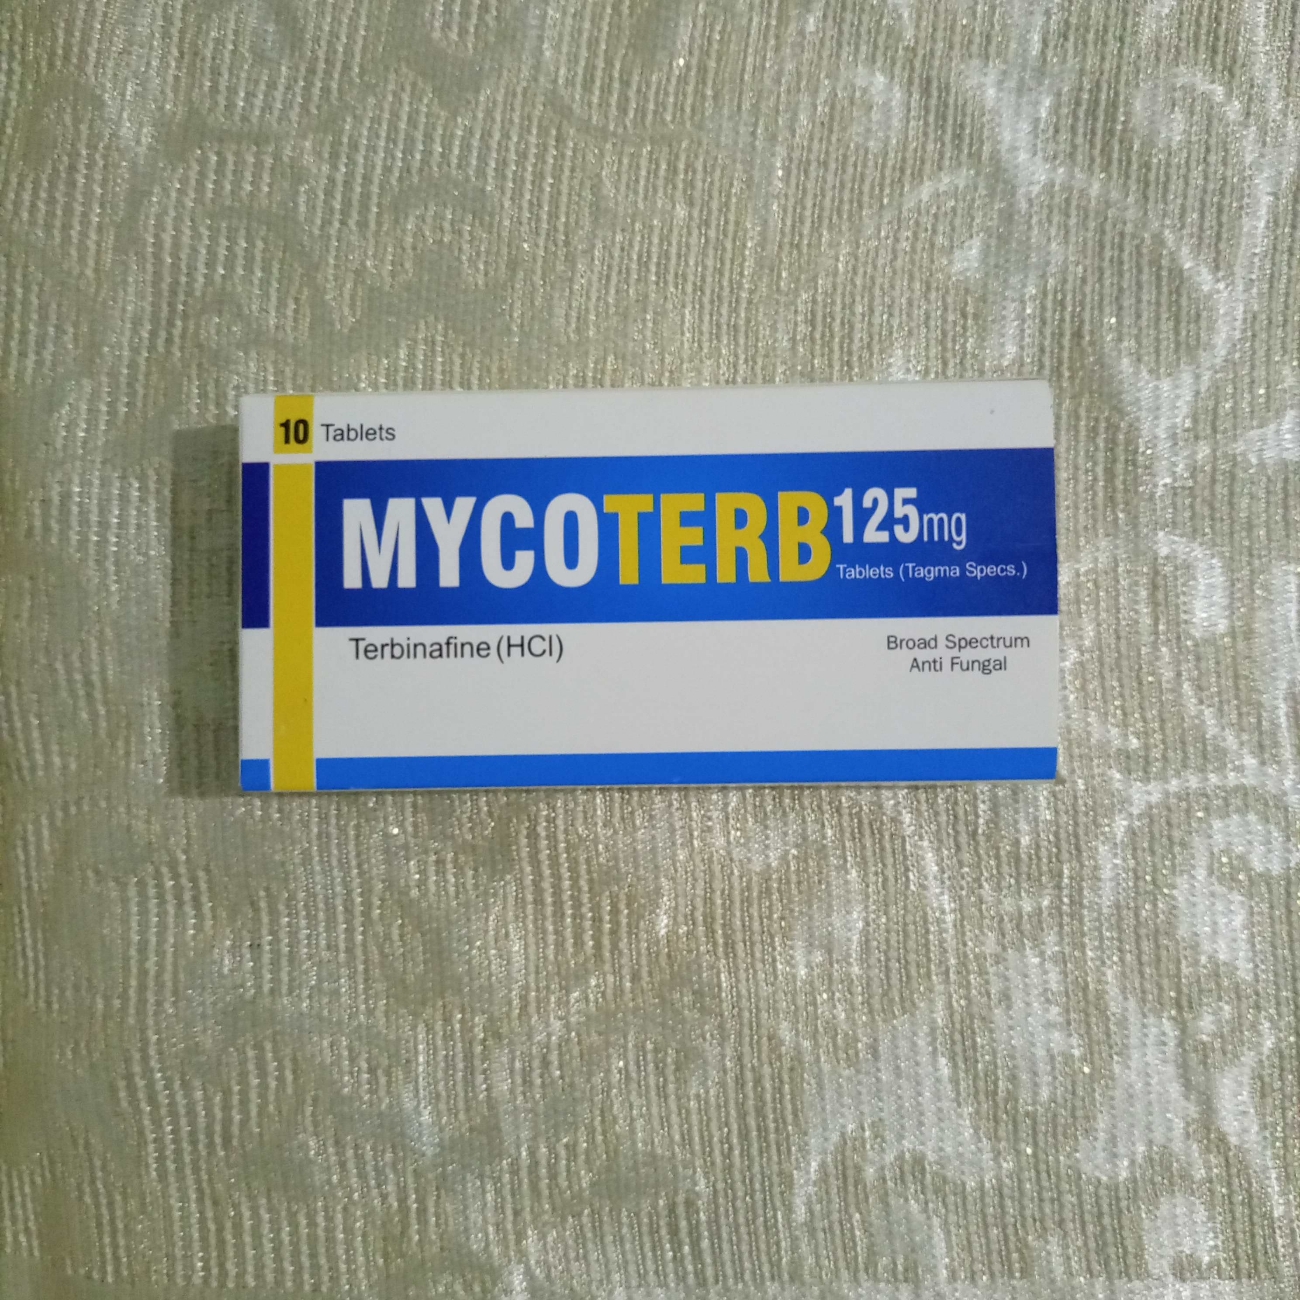 10 Tablets
MYCOTERB 125mg
Tablets (Tagma Specs.)
Terbinafine (HCl)
Broad Spectrum
Anti Fungal